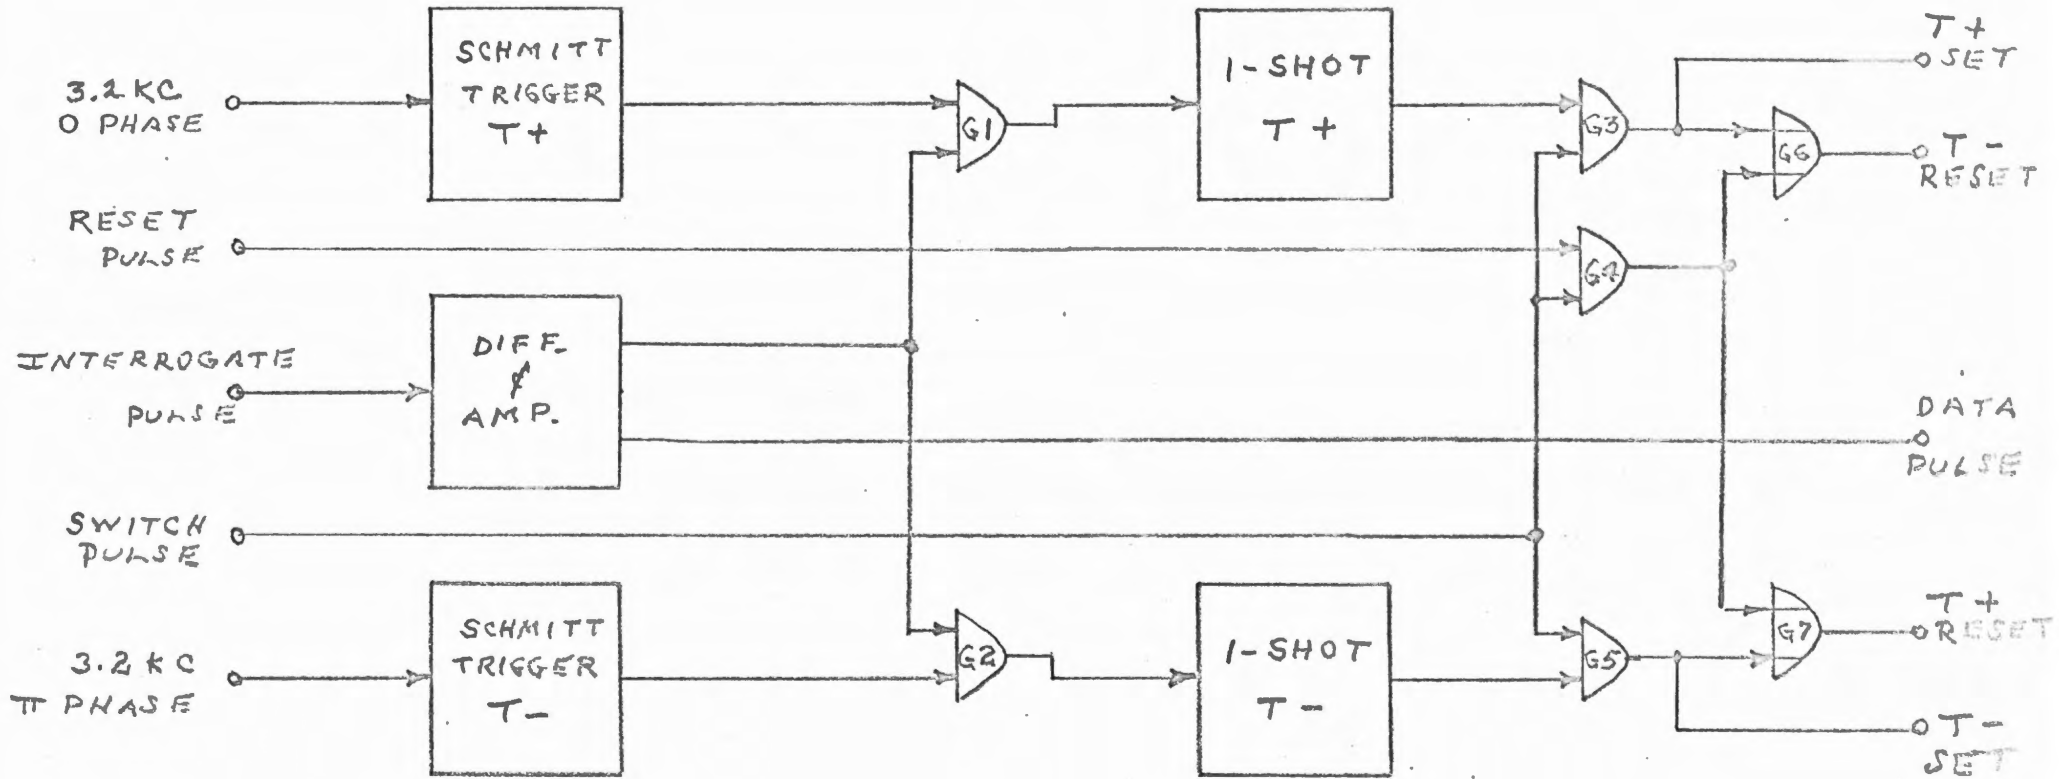 3.2 KC
0 PHASE
SCHMITT
TRIGGER
T+
G1
1-SHOT
T+
G3
T+
SET
G6
T-
RESET
RESET
PULSE
G4
INTERROGATE
PULSE
DIFF.
&
AMP.
DATA
PULSE
SWITCH
PULSE
3.2 KC
π PHASE
SCHMITT
TRIGGER
T-
G2
1-SHOT
T-
G5
G7
T+
RESET
T-
SET